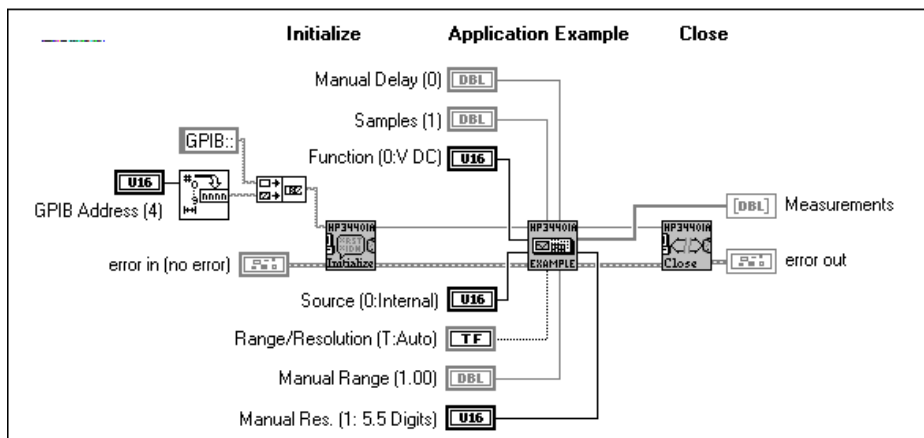 Initialize Application Example Close
Manual Delay (0) DBL
Samples (1) DBL
GPIB::
Function (0:V DC) U16
U16
GPIB Address (4)
HP34401A
Initialize
HP34401A
EXAMPLE
HP34401A
Close
[DBL] Measurements
error in (no error)
error out
Source (0:Internal) U16
Range/Resolution (T:Auto) TF
Manual Range (1.00) DBL
Manual Res. (1: 5.5 Digits) U16